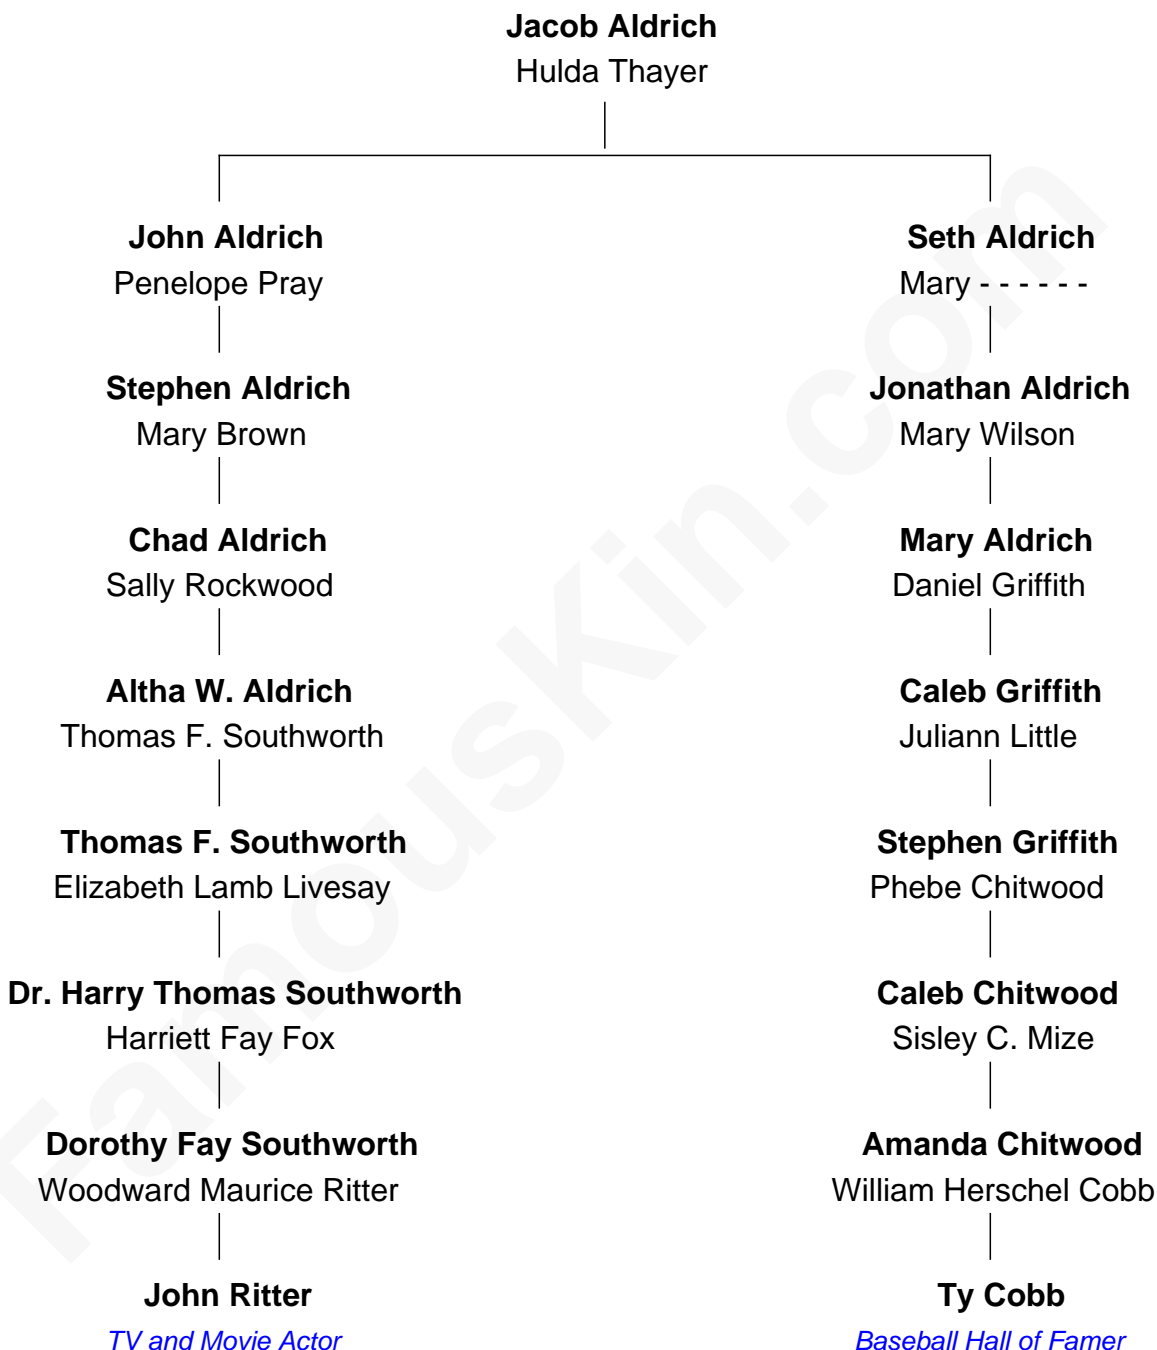 Jacob Aldrich
Hulda Thayer
John Aldrich
Penelope Pray
Stephen Aldrich
Mary Brown
Chad Aldrich
Sally Rockwood
Altha W. Aldrich
Thomas F. Southworth
Thomas F. Southworth
Elizabeth Lamb Livesay
Dr. Harry Thomas Southworth
Harriett Fay Fox
Dorothy Fay Southworth
Woodward Maurice Ritter
John Ritter
TV and Movie Actor
Seth Aldrich
Mary - - - - - -
Jonathan Aldrich
Mary Wilson
Mary Aldrich
Daniel Griffith
Caleb Griffith
Juliann Little
Stephen Griffith
Phebe Chitwood
Caleb Chitwood
Sisley C. Mize
Amanda Chitwood
William Herschel Cobb
Ty Cobb
Baseball Hall of Famer
FamousKin.com